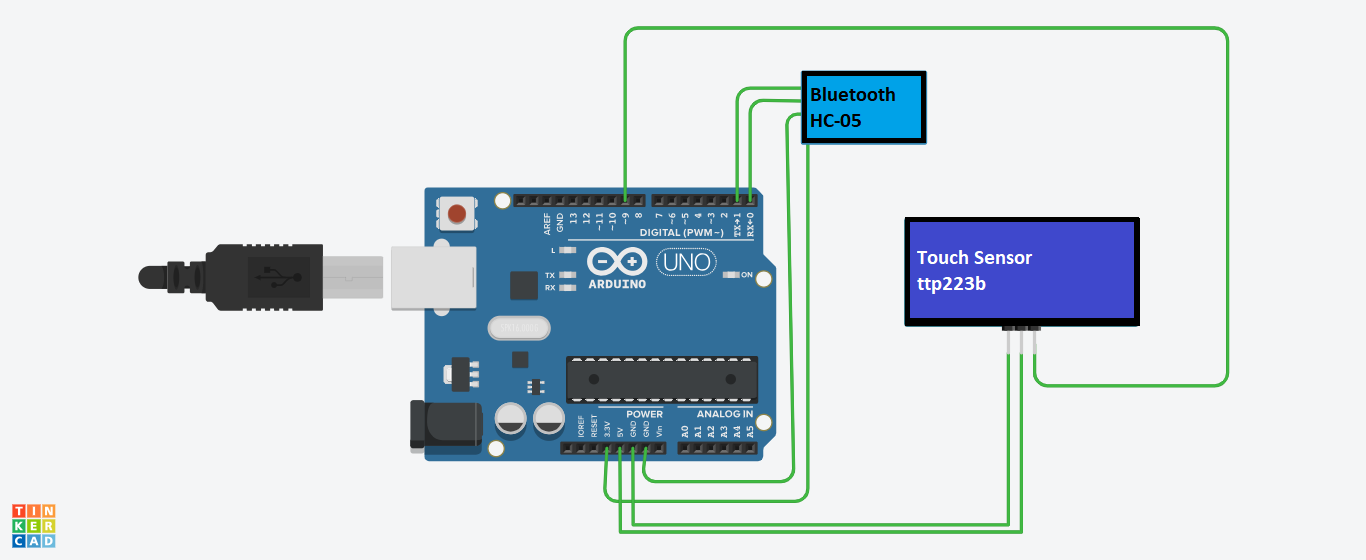 Bluetooth
HC-05
AREF
GND
13
12
~11
~10
~9
8
7
~6
~5
4
~3
2
TX→1
RX←0
DIGITAL (PWM~)
L
TX
RX
ARDUINO
UNO
ON
Touch Sensor
ttp223b
POWER
ANALOG IN
IOREF
RESET
3.3V
5V
GND
GND
Vin
A0
A1
A2
A3
A4
A5
TIN
KER
CAD